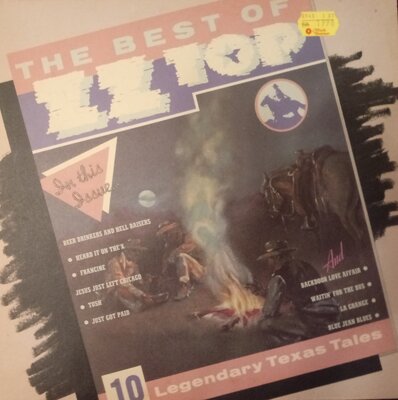 THE BEST OF
ZZ TOP
In this
Issue...
BEER DRINKERS AND HELL RAISERS
HEARD IT ON THE X
FRANCINE
JESUS JUST LEFT CHICAGO
TUSH
JUST GOT PAID
And
BACKDOOR LOVE AFFAIR
WAITIN' FOR THE BUS
LA GRANGE
BLUE JEAN BLUES
10 Legendary Texas Tales
ZZ TOP